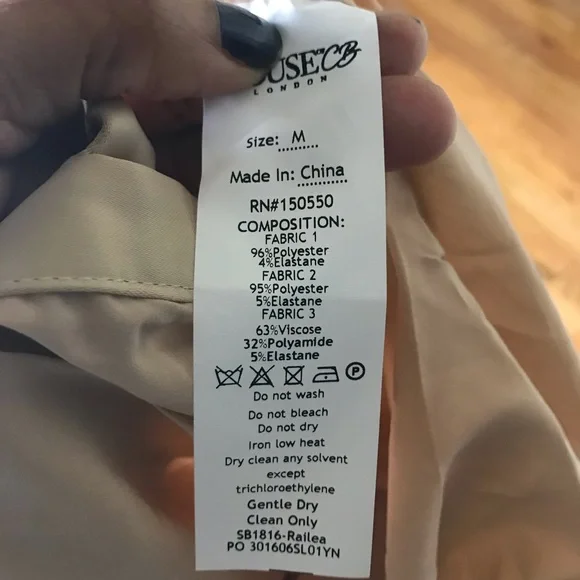 CB
LONDON
Size: M
Made In: China
RN#150550
COMPOSITION:
FABRIC 1
96%Polyester
4%Elastane
FABRIC 2
95%Polyester
5%Elastane
FABRIC 3
63%Viscose
32%Polyamide
5%Elastane
P
Do not wash
Do not bleach
Do not dry
Iron low heat
Dry clean any solvent
except
trichloroethylene
Gentle Dry
Clean Only
SB1816-Railea
PO 301606SL01YN